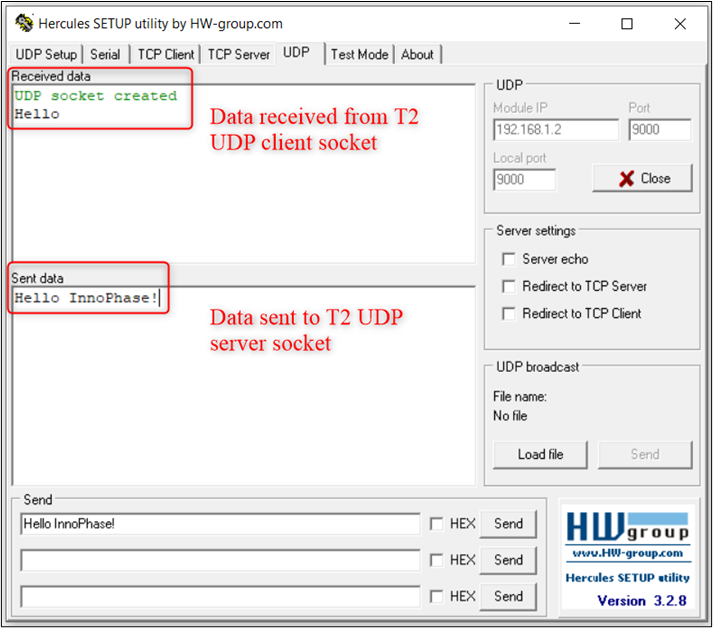 Hercules SETUP utility by HW-group.com
UDP Setup Serial TCP Client TCP Server UDP Test Mode About
Received data
UDP socket created
Hello
Data received from T2
UDP client socket
Sent data
Hello InnoPhase!
Data sent to T2 UDP
server socket
UDP
Module IP Port
192.168.1.2 9000
Local port
9000 Close
Server settings
Server echo
Redirect to TCP Server
Redirect to TCP Client
UDP broadcast
File name:
No file
Load file Send
Send
Hello InnoPhase! HEX Send
HEX Send
HEX Send
HW group
www.HW-group.com
Hercules SETUP utility
Version 3.2.8